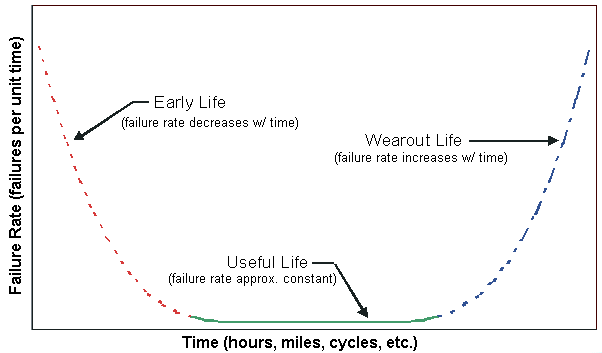 Failure Rate (failures per unit time)
Early Life
(failure rate decreases w/ time)
Wearout Life
(failure rate increases w/ time)
Useful Life
(failure rate approx. constant)
Time (hours, miles, cycles, etc.)